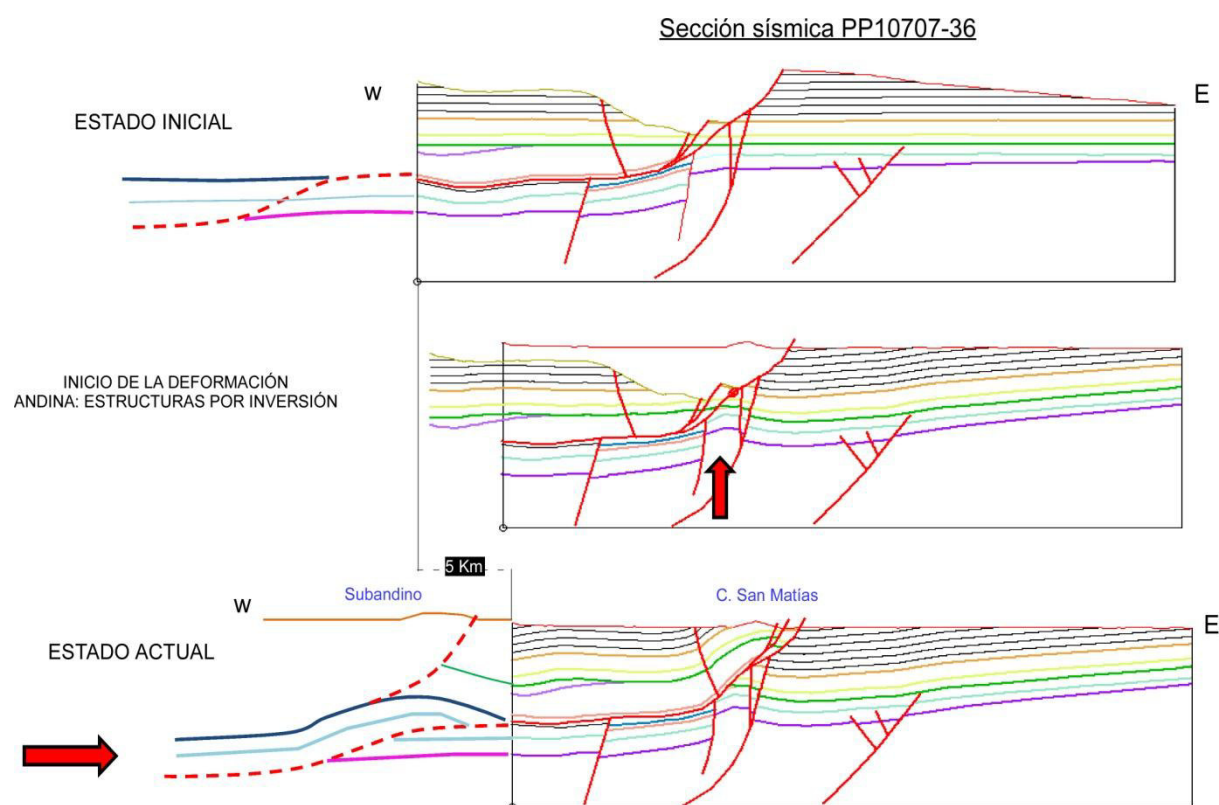 Sección sísmica PP10707-36
W
E
ESTADO INICIAL
INICIO DE LA DEFORMACIÓN
ANDINA: ESTRUCTURAS POR INVERSIÓN
5 Km
W
Subandino
C. San Matías
E
ESTADO ACTUAL